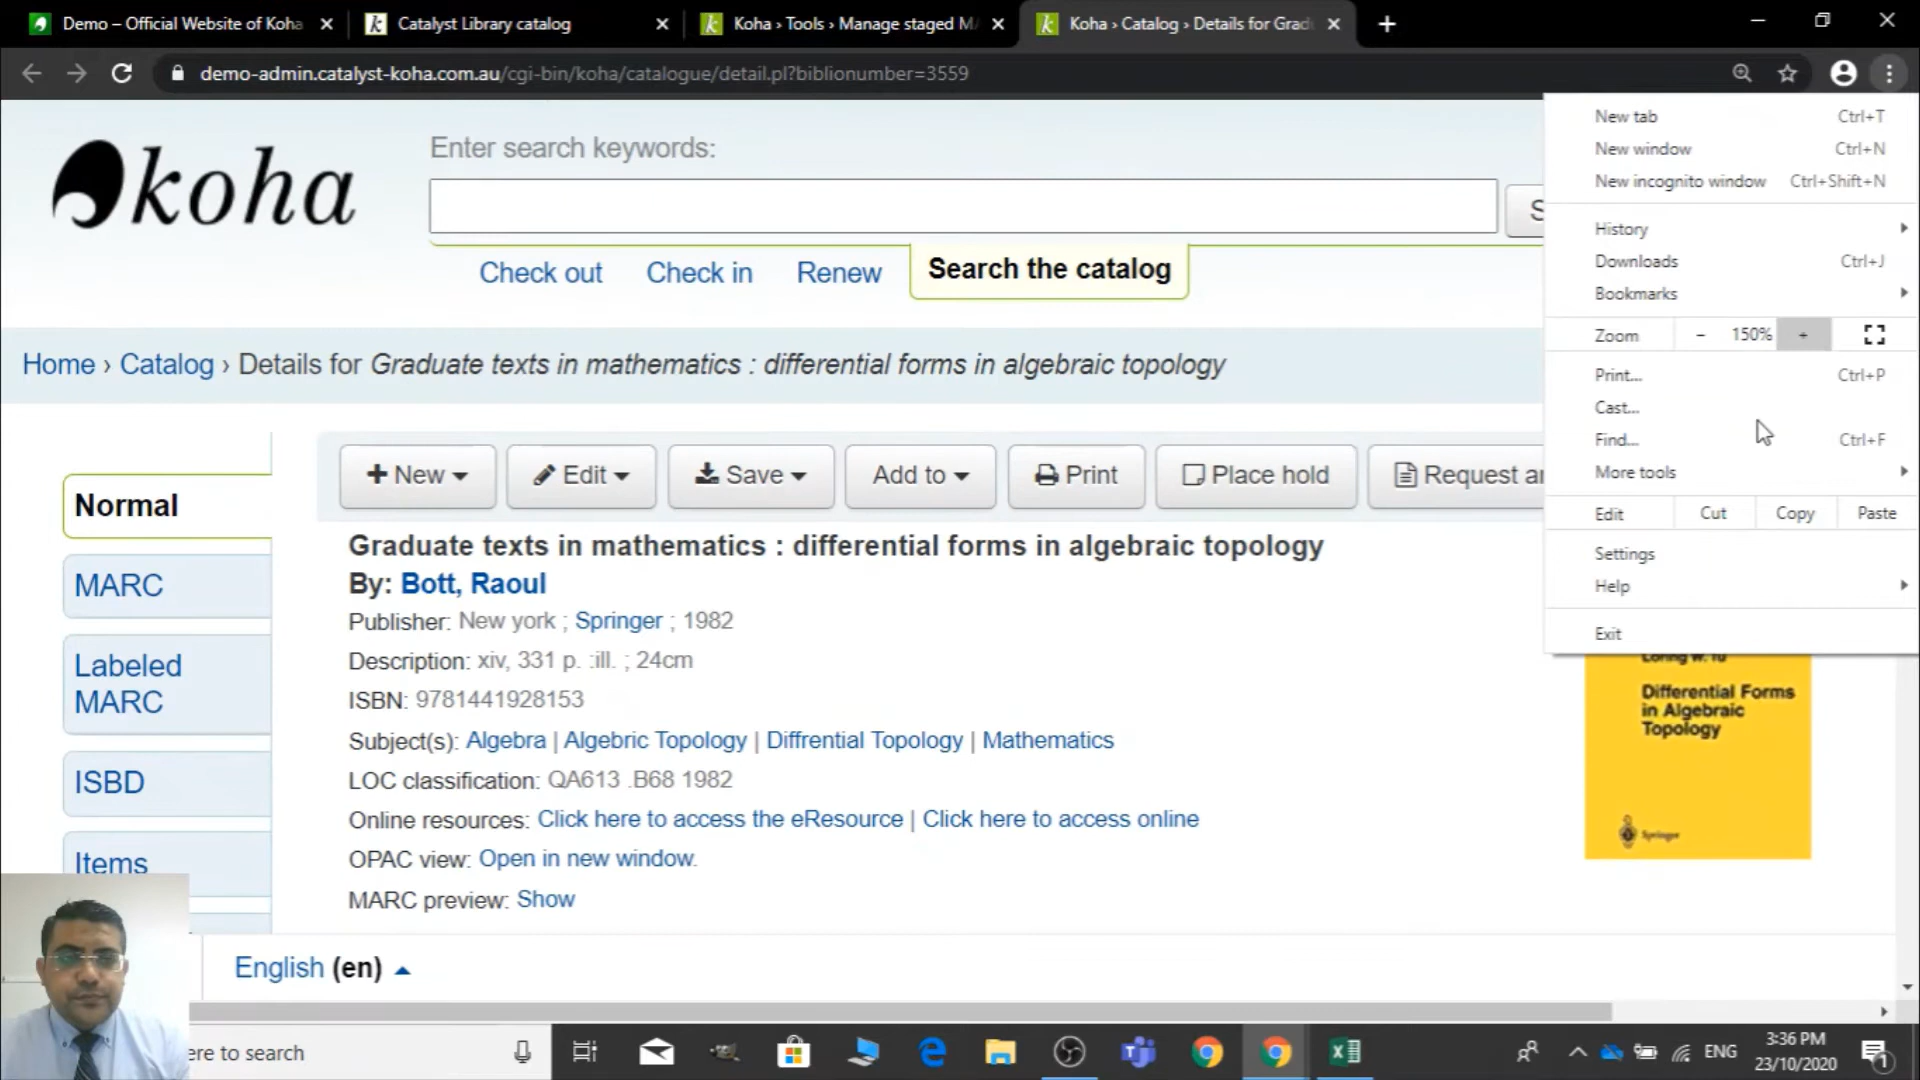 Demo – Official Website of Koha
Catalyst Library catalog
Koha › Tools › Manage staged MA
Koha › Catalog › Details for Grad
demo-admin.catalyst-koha.com.au/cgi-bin/koha/catalogue/detail.pl?biblionumber=3559
koha
Enter search keywords:
S
Check out
Check in
Renew
Search the catalog
Home › Catalog › Details for Graduate texts in mathematics : differential forms in algebraic topology
New
Edit
Save
Add to
Print
Place hold
Request ar
Normal
MARC
Labeled
MARC
ISBD
Items
Graduate texts in mathematics : differential forms in algebraic topology
By: Bott, Raoul
Publisher: New york ; Springer ; 1982
Description: xiv, 331 p. :ill. ; 24cm
ISBN: 9781441928153
Subject(s): Algebra | Algebric Topology | Diffrential Topology | Mathematics
LOC classification: QA613 .B68 1982
Online resources: Click here to access the eResource | Click here to access online
OPAC view: Open in new window.
MARC preview: Show
English (en)
New tab Ctrl+T
New window Ctrl+N
New incognito window Ctrl+Shift+N
History
Downloads Ctrl+J
Bookmarks
Zoom - 150% +
Print... Ctrl+P
Cast...
Find... Ctrl+F
More tools
Edit Cut Copy Paste
Settings
Help
Exit
Loring W. Tu
Differential Forms
in Algebraic
Topology
Springer
ere to search
ENG
3:36 PM
23/10/2020
1